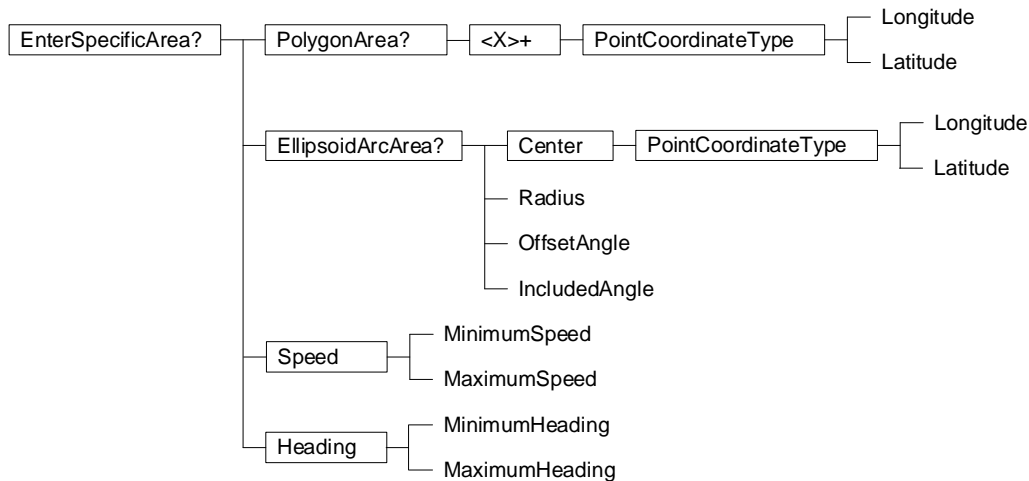 Longitude
EnterSpecificArea? PolygonArea? <X>+ PointCoordinateType
Latitude
Longitude
EllipsoidArcArea? Center PointCoordinateType
Latitude
Radius
OffsetAngle
IncludedAngle
MinimumSpeed
Speed
MaximumSpeed
MinimumHeading
Heading
MaximumHeading